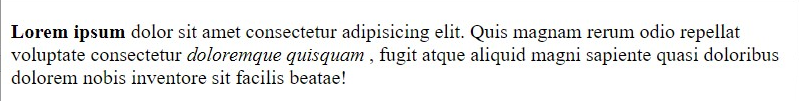 Lorem ipsum dolor sit amet consectetur adipisicing elit. Quis magnam rerum odio repellat
voluptate consectetur doloremque quisquam , fugit atque aliquid magni sapiente quasi doloribus
dolorem nobis inventore sit facilis beatae!